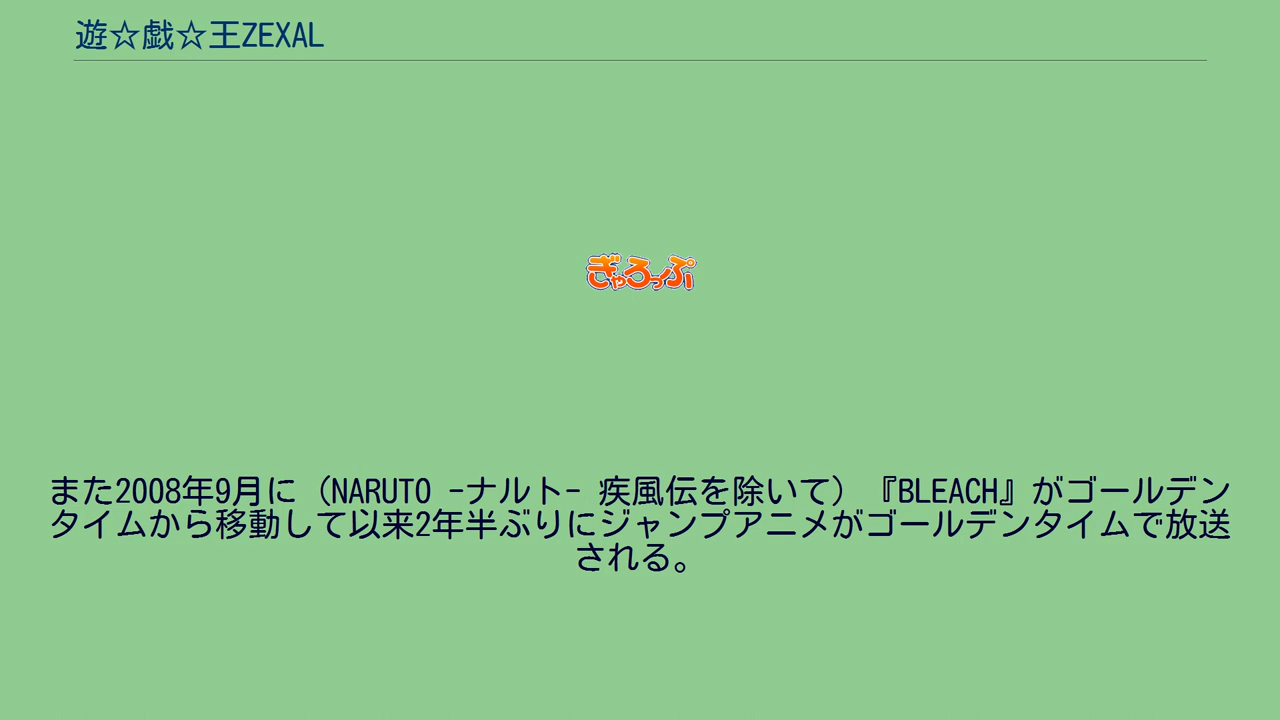 遊☆戯☆王ZEXAL
ぎゃろっぷ
また2008年9月に（NARUTO -ナルト- 疾風伝を除いて）『BLEACH』がゴールデン
タイムから移動して以来2年半ぶりにジャンプアニメがゴールデンタイムで放送
される。